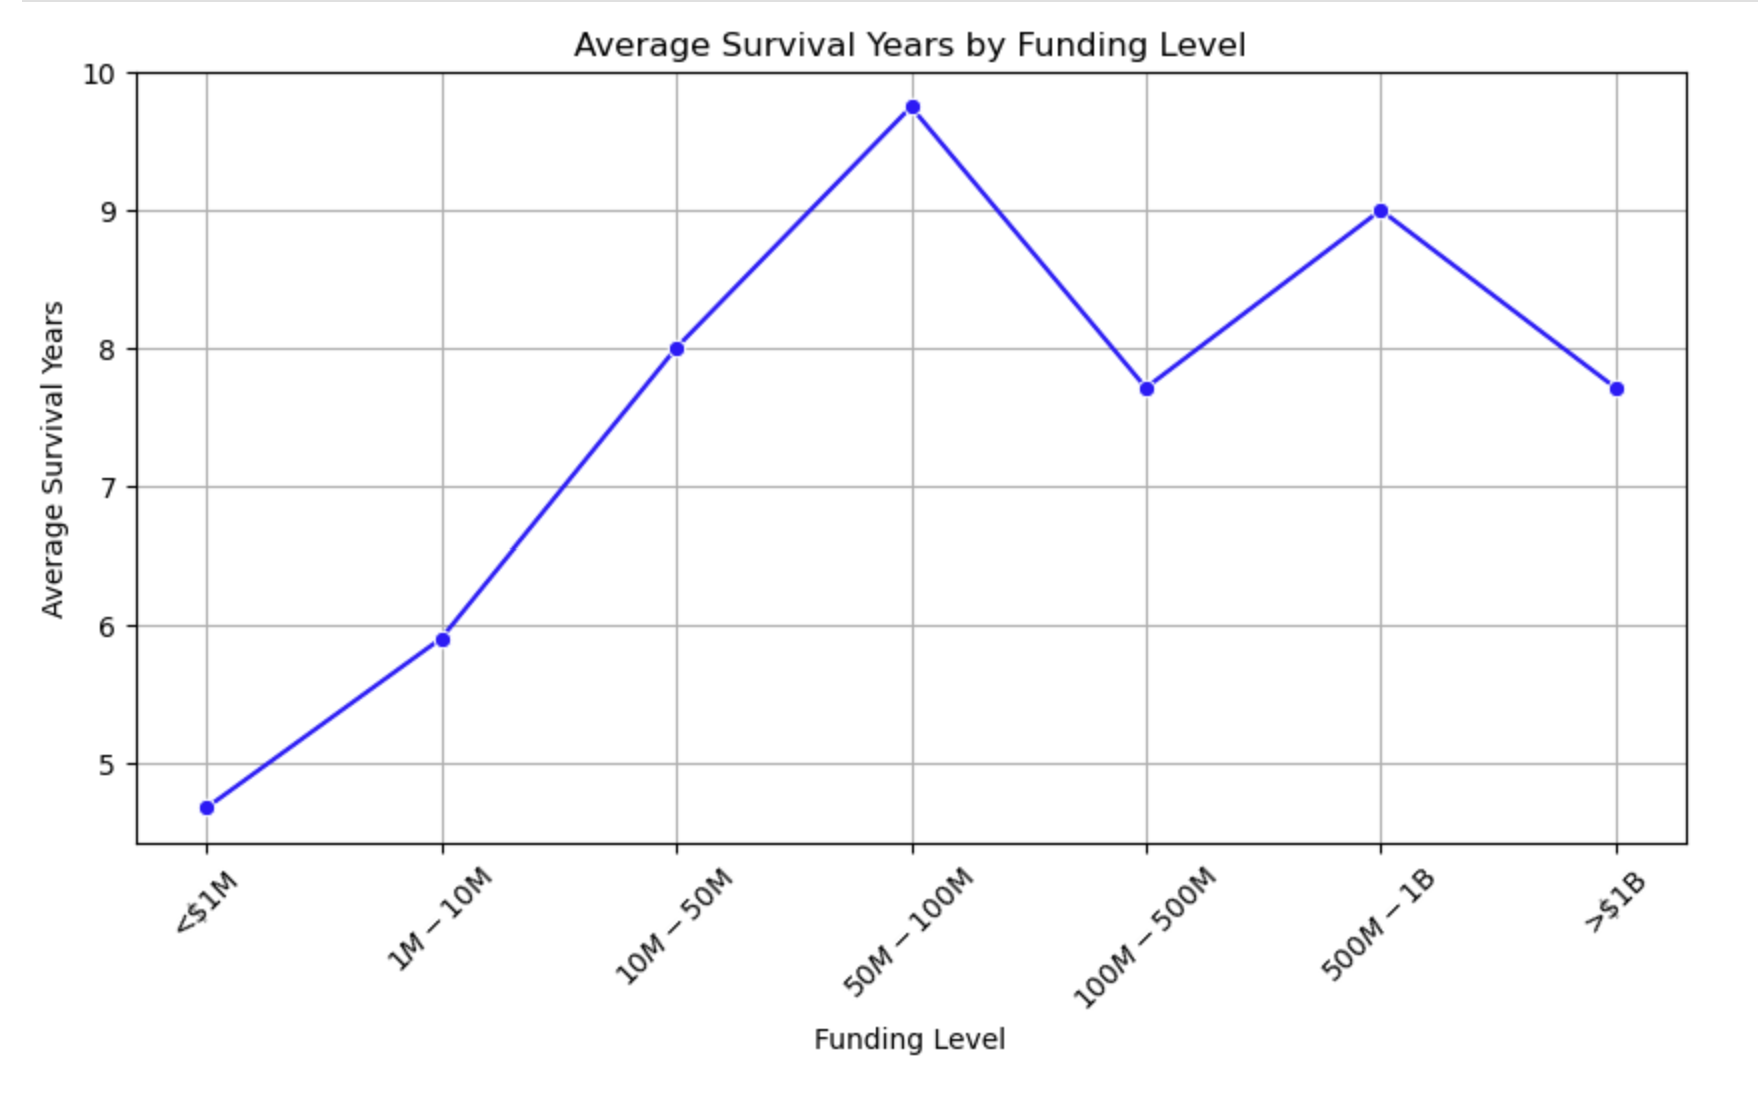 Average Survival Years by Funding Level
10
9
8
7
6
5
Average Survival Years
<$1M
1M − 10M
10M − 50M
50M − 100M
100M − 500M
500M − 1B
>$1B
Funding Level